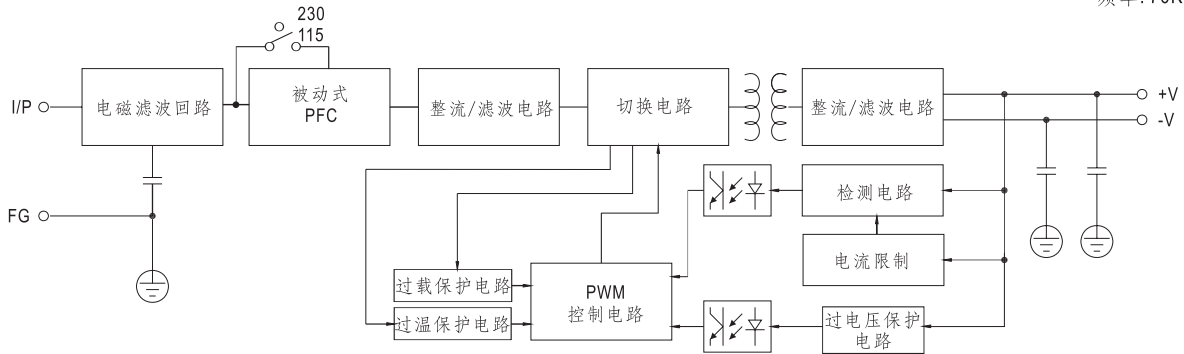 230
115
I/P
电磁滤波回路
被动式
PFC
整流/滤波电路
切换电路
整流/滤波电路
+V
-V
FG
检测电路
电流限制
过载保护电路
过温保护电路
PWM
控制电路
过电压保护
电路